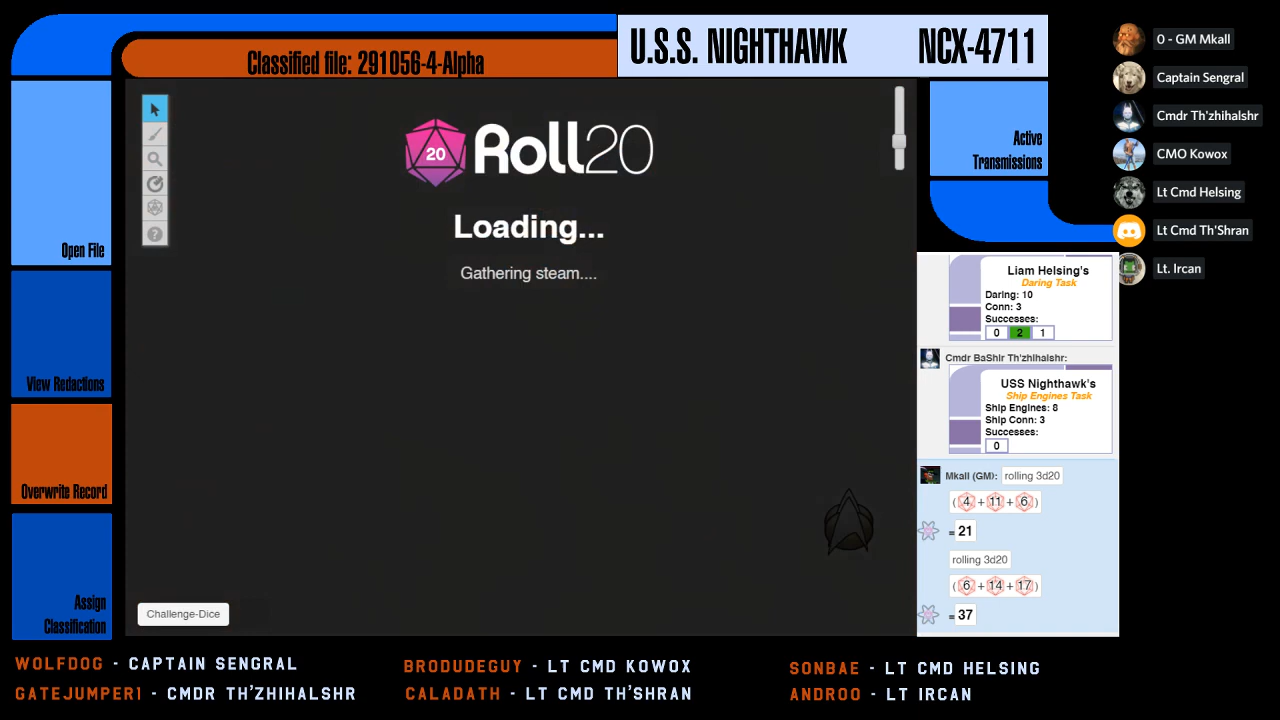 Classified file: 291056-4-Alpha
U.S.S. NIGHTHAWK NCX-4711
Open File
View Redactions
Overwrite Record
Assign
Classification
20 Roll20
Loading...
Gathering steam....
Challenge-Dice
Active
Transmissions
0 - GM Mkall
Captain Sengral
Cmdr Th'zhihalshr
CMO Kowox
Lt Cmd Helsing
Lt Cmd Th'Shran
Lt. Ircan
Liam Helsing's
Daring Task
Daring: 10
Conn: 3
Successes:
0 2 1
Cmdr BaShir Th'zhihalshr:
USS Nighthawk's
Ship Engines Task
Ship Engines: 8
Ship Conn: 3
Successes:
0
Mkall (GM): rolling 3d20
(4+11+6)
=21
rolling 3d20
(6+14+17)
=37
WOLFDOG - CAPTAIN SENGRAL
GATEJUMPER1 - CMDR TH'ZHIHALSHR
BRODUDEGUY - LT CMD KOWOX
CALADATH - LT CMD TH'SHRAN
SONBAE - LT CMD HELSING
ANDROO - LT IRCAN